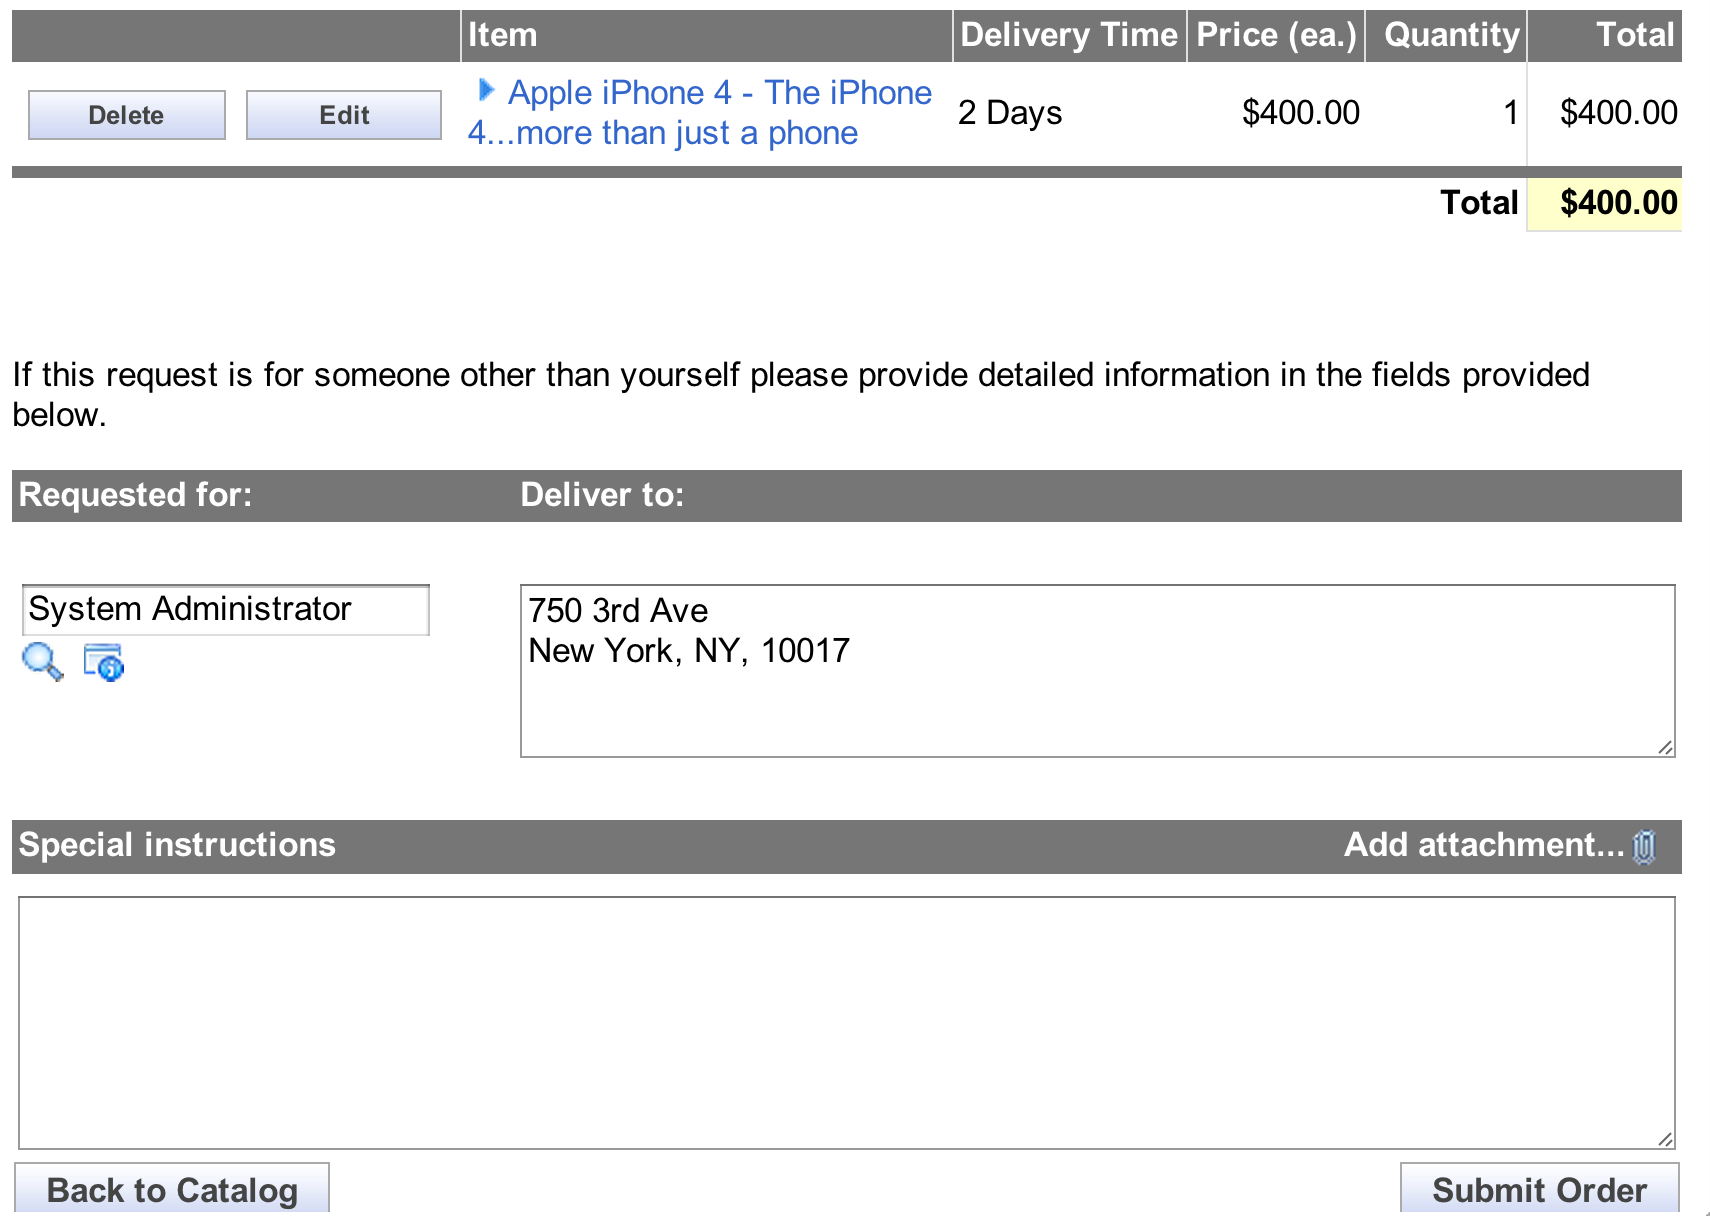 Item Delivery Time Price (ea.) Quantity Total
Delete Edit Apple iPhone 4 - The iPhone
4...more than just a phone 2 Days $400.00 1 $400.00
Total $400.00
If this request is for someone other than yourself please provide detailed information in the fields provided
below.
Requested for: Deliver to:
System Administrator 750 3rd Ave
New York, NY, 10017
Special instructions Add attachment...
Back to Catalog Submit Order